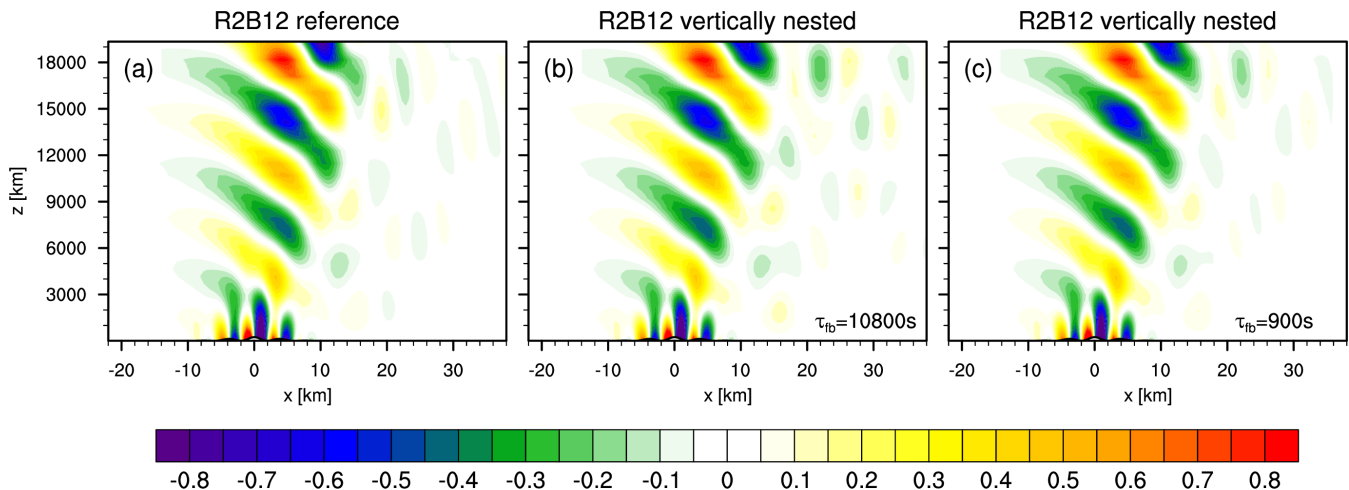 R2B12 reference
R2B12 vertically nested
R2B12 vertically nested
(a)
(b)
(c)
z [km]
18000
15000
12000
9000
6000
3000
τfb=10800s
τfb=900s
-20 -10 0 10 20 30
-20 -10 0 10 20 30
-20 -10 0 10 20 30
x [km]
x [km]
x [km]
-0.8 -0.7 -0.6 -0.5 -0.4 -0.3 -0.2 -0.1 0 0.1 0.2 0.3 0.4 0.5 0.6 0.7 0.8